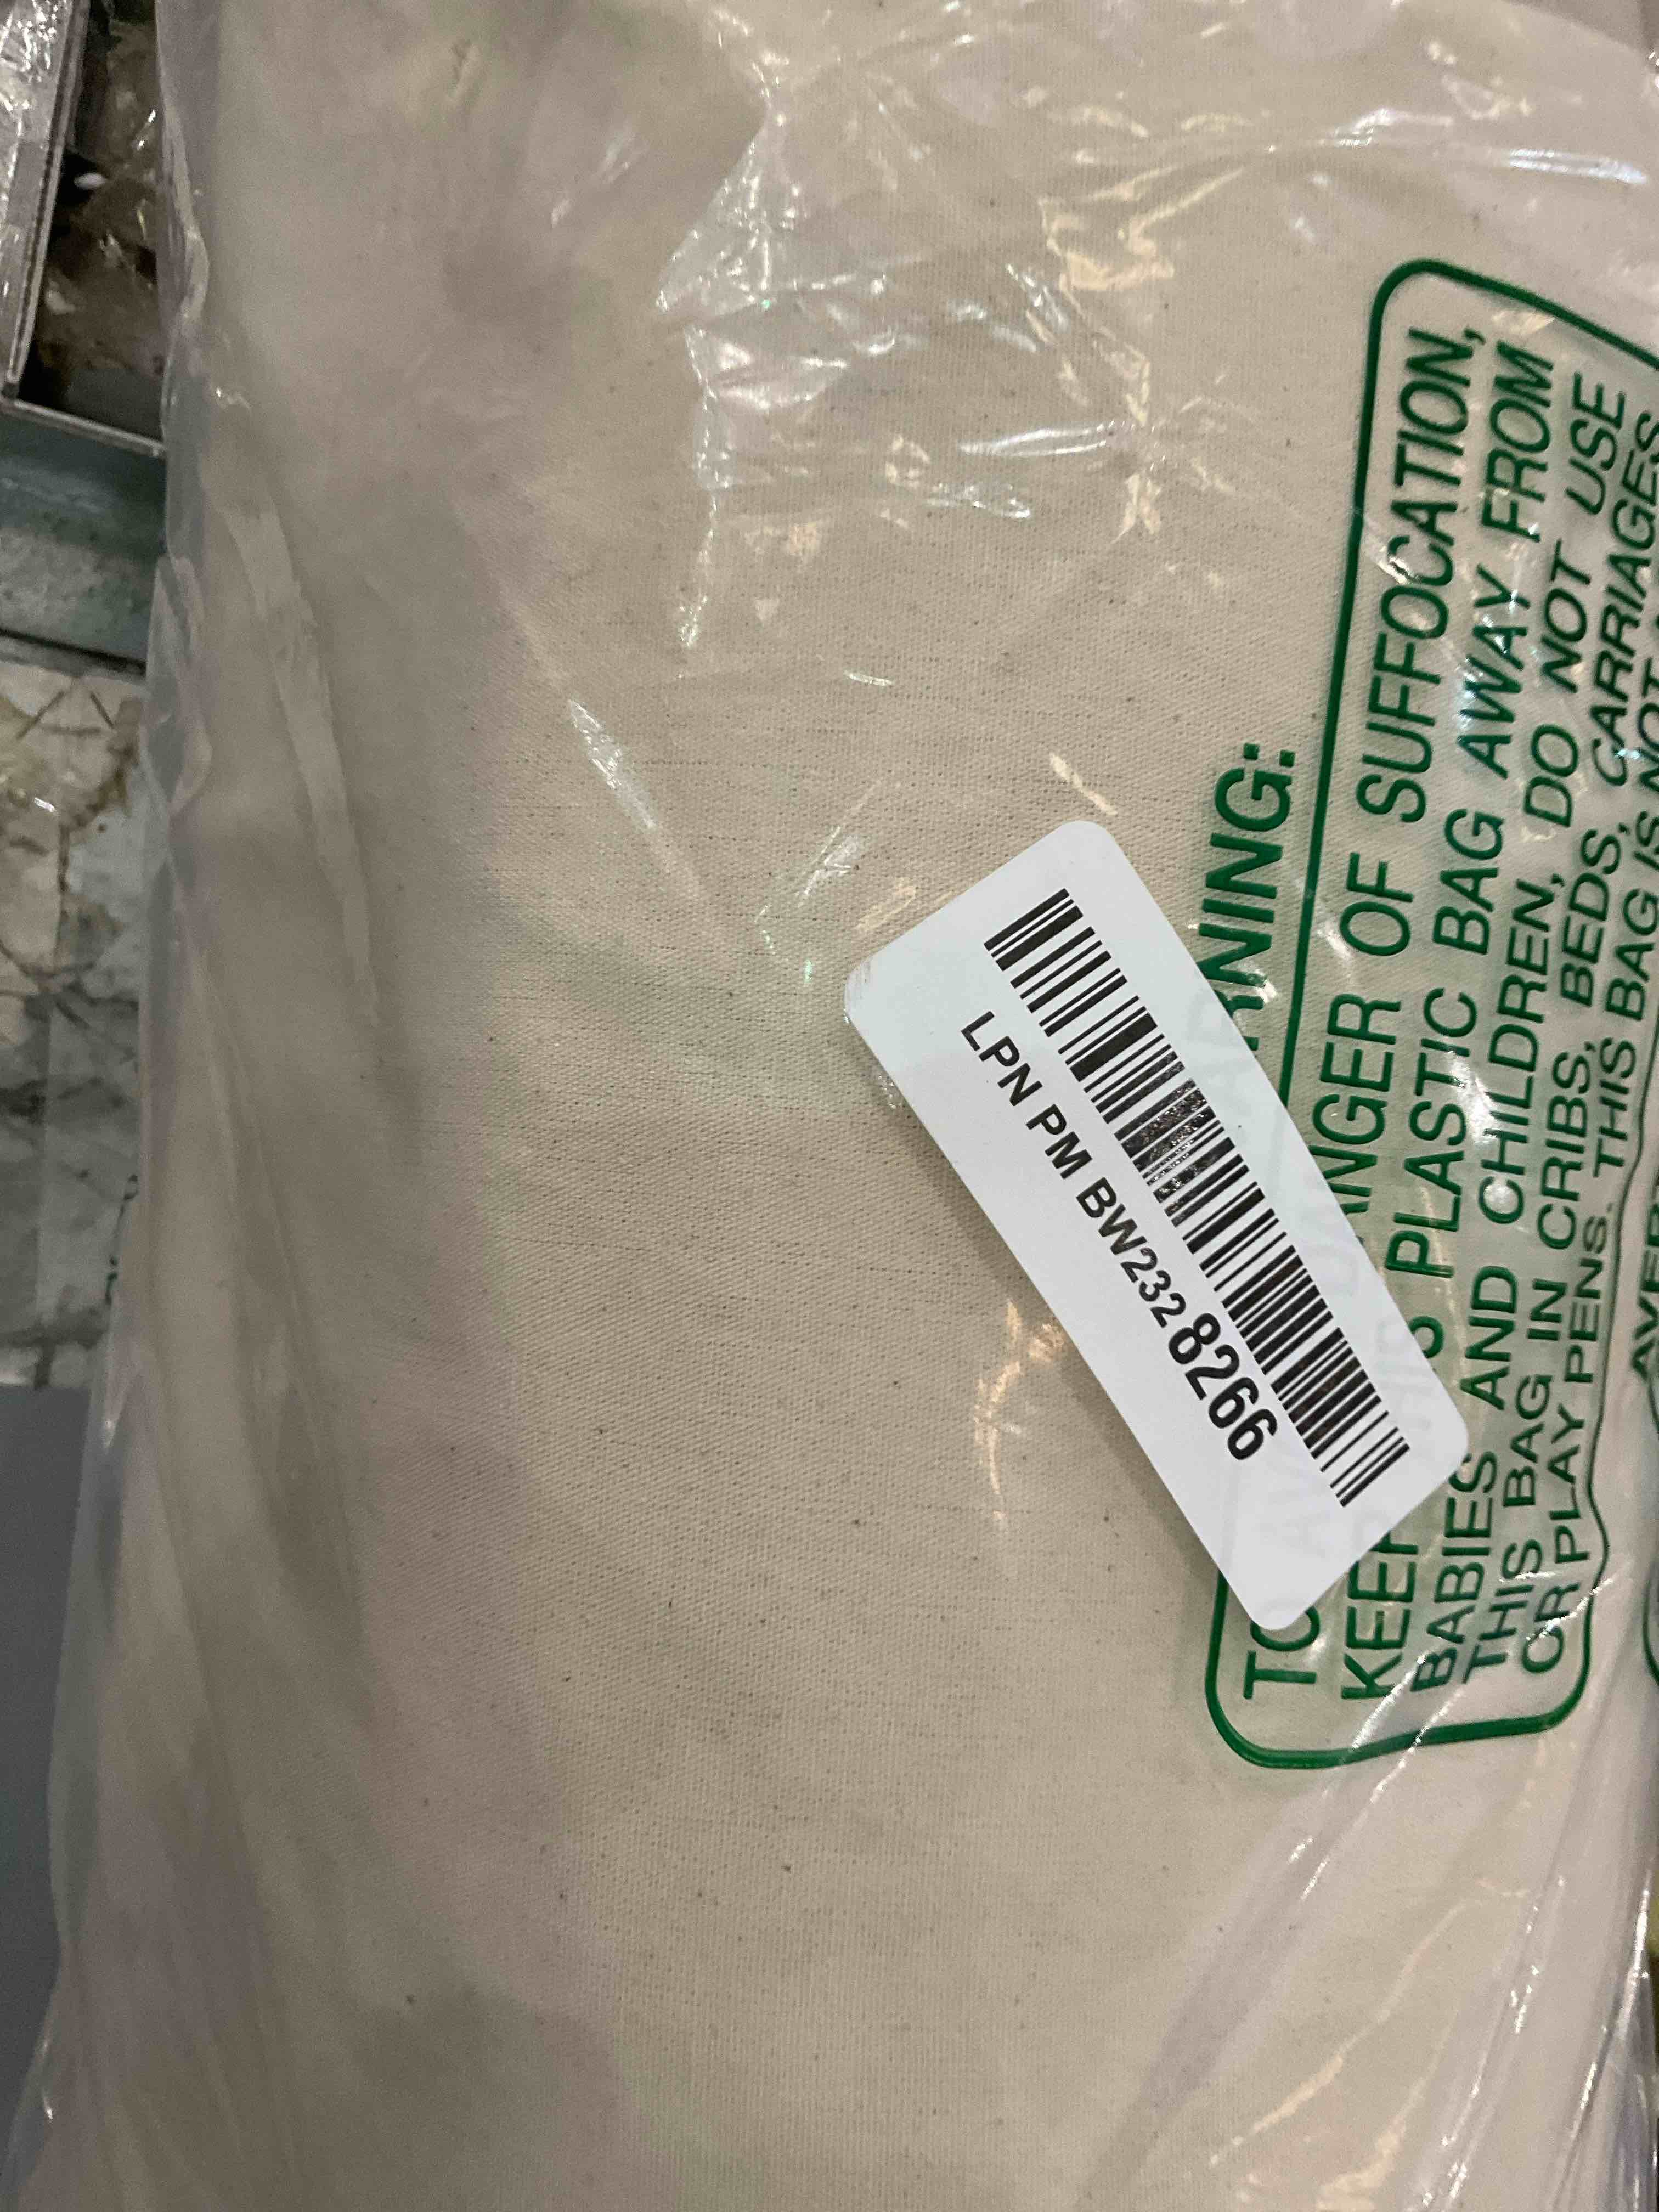 WARNING:
TO AVOID DANGER OF SUFFOCATION,
KEEP THIS PLASTIC BAG AWAY FROM
BABIES AND CHILDREN, DO NOT USE
THIS BAG IN CRIBS, BEDS, CARRIAGES
OR PLAY PENS. THIS BAG IS NOT
LPN PM BW2328266